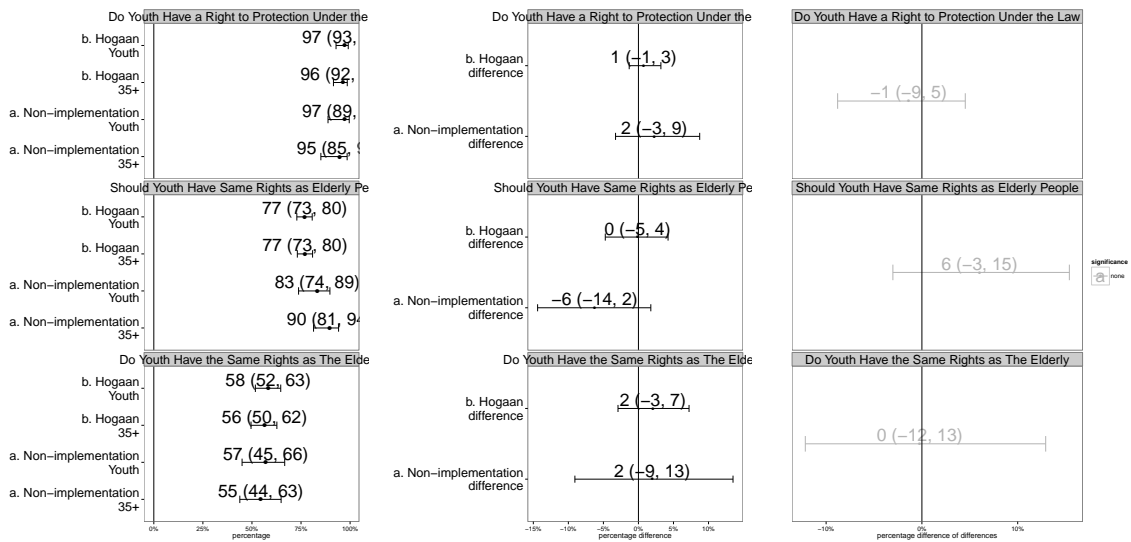 Do Youth Have a Right to Protection Under the
b. Hogaan
Youth
97 (93,
b. Hogaan
35+
96 (92,
a. Non−implementation
Youth
97 (89,
a. Non−implementation
35+
95 (85, 9
Should Youth Have Same Rights as Elderly Pe
b. Hogaan
Youth
77 (73, 80)
b. Hogaan
35+
77 (73, 80)
a. Non−implementation
Youth
83 (74, 89)
a. Non−implementation
35+
90 (81, 94
Do Youth Have the Same Rights as The Elde
b. Hogaan
Youth
58 (52, 63)
b. Hogaan
35+
56 (50, 62)
a. Non−implementation
Youth
57 (45, 66)
a. Non−implementation
35+
55 (44, 63)
0% 25% 50% 75% 100%
percentage
Do Youth Have a Right to Protection Under the
b. Hogaan
difference
1 (−1, 3)
a. Non−implementation
difference
2 (−3, 9)
Should Youth Have Same Rights as Elderly Pe
b. Hogaan
difference
0 (−5, 4)
a. Non−implementation
difference
−6 (−14, 2)
Do Youth Have the Same Rights as The Elde
b. Hogaan
difference
2 (−3, 7)
a. Non−implementation
difference
2 (−9, 13)
−15% −10% −5% 0% 5% 10%
percentage difference
Do Youth Have a Right to Protection Under the Law
−1 (−9, 5)
Should Youth Have Same Rights as Elderly People
6 (−3, 15)
Do Youth Have the Same Rights as The Elderly
0 (−12, 13)
−10% 0% 10%
percentage difference of differences
significance
a none